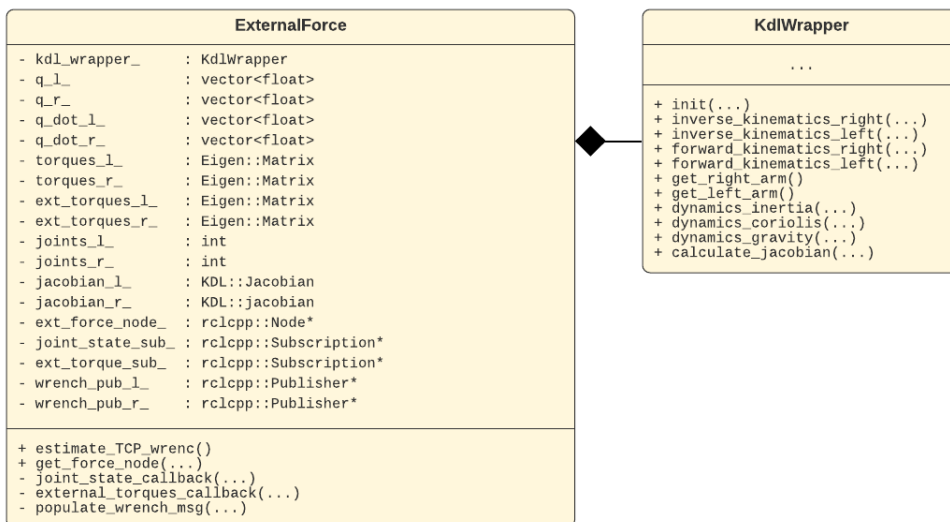 ExternalForce
- kdl_wrapper_ : KdlWrapper
- q_l_ : vector<float>
- q_r_ : vector<float>
- q_dot_l_ : vector<float>
- q_dot_r_ : vector<float>
- torques_l_ : Eigen::Matrix
- torques_r_ : Eigen::Matrix
- ext_torques_l_ : Eigen::Matrix
- ext_torques_r_ : Eigen::Matrix
- joints_l_ : int
- joints_r_ : int
- jacobian_l_ : KDL::Jacobian
- jacobian_r_ : KDL::jacobian
- ext_force_node_ : rclcpp::Node*
- joint_state_sub_ : rclcpp::Subscription*
- ext_torque_sub_ : rclcpp::Subscription*
- wrench_pub_l_ : rclcpp::Publisher*
- wrench_pub_r_ : rclcpp::Publisher*
+ estimate_TCP_wrenc()
+ get_force_node(...)
- joint_state_callback(...)
- external_torques_callback(...)
- populate_wrench_msg(...)
KdlWrapper
...
+ init(...)
+ inverse_kinematics_right(...)
+ inverse_kinematics_left(...)
+ forward_kinematics_right(...)
+ forward_kinematics_left(...)
+ get_right_arm()
+ get_left_arm()
+ dynamics_inertia(...)
+ dynamics_coriolis(...)
+ dynamics_gravity(...)
+ calculate_jacobian(...)